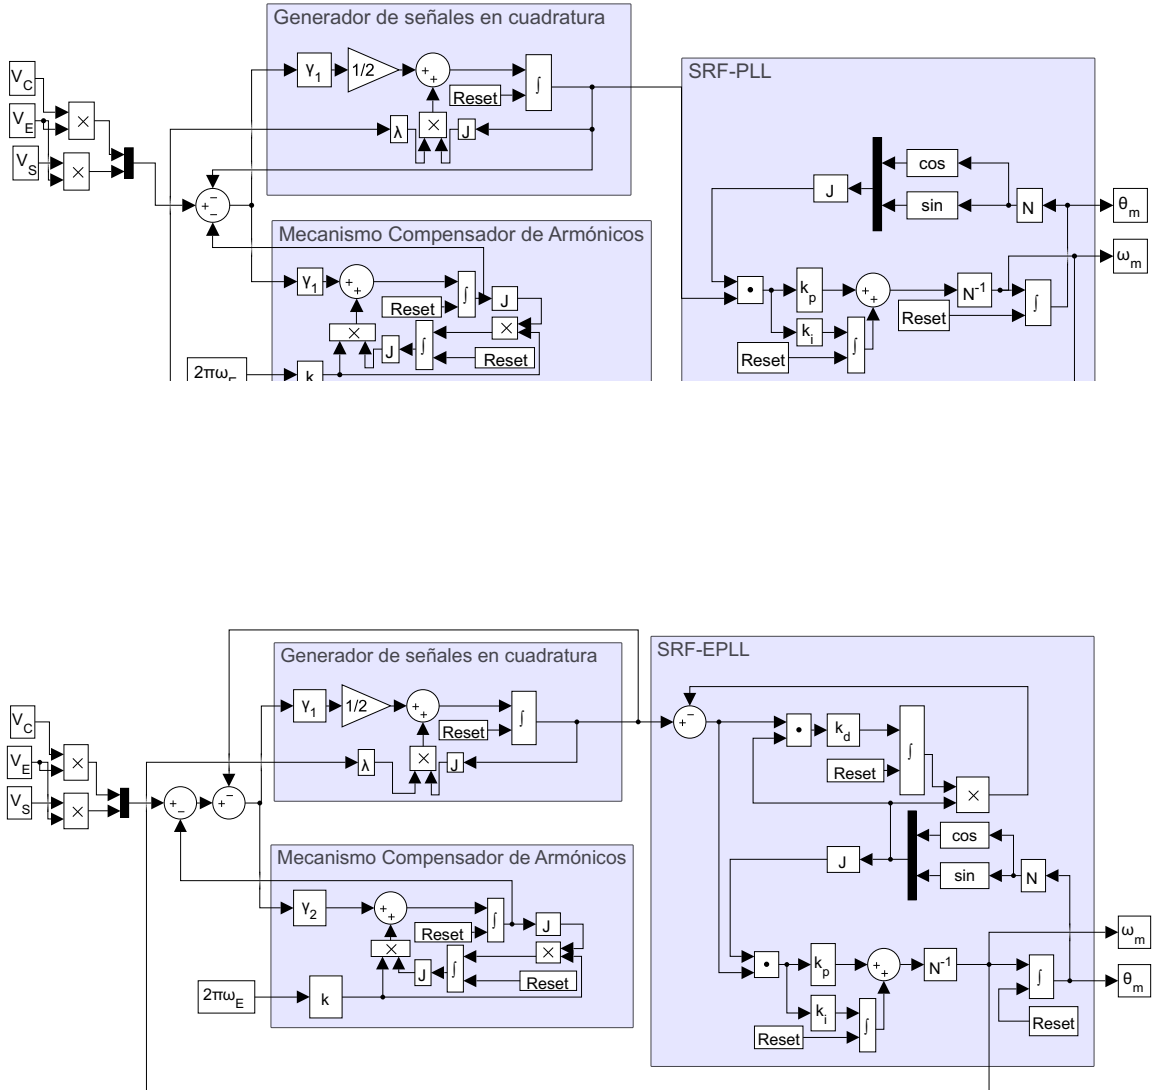 Generador de señales en cuadratura
V_C
V_E
V_S
×
×
γ_1
1/2
+ +
∫
Reset
λ
×
J
+ − −
Mecanismo Compensador de Armónicos
γ_1
+ +
∫
J
Reset
×
∫
×
J
Reset
2πω_E
k
SRF-PLL
cos
sin
J
N
θ_m
ω_m
•
k_p
+ +
N^-1
∫
Reset
k_i
∫
Reset
Generador de señales en cuadratura
V_C
V_E
V_S
×
×
γ_1
1/2
+ +
∫
Reset
λ
×
J
+ −
+ −
Mecanismo Compensador de Armónicos
γ_2
+ +
∫
J
Reset
×
∫
×
J
Reset
2πω_E
k
SRF-EPLL
+ −
•
k_d
∫
Reset
×
cos
sin
J
N
ω_m
θ_m
•
k_p
+ +
N^-1
∫
k_i
∫
Reset
Reset